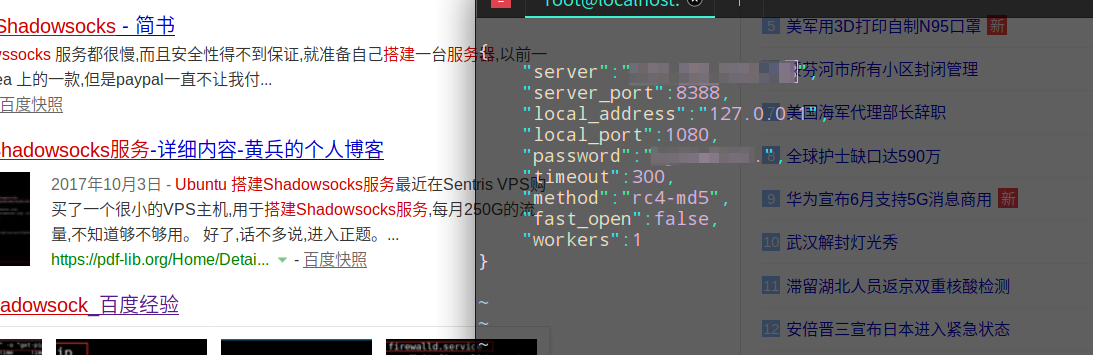 Shadowsocks - 简书
wssocks 服务都很慢,而且安全性得不到保证,就准备自己搭建一台服务器,以前一
ea 上的一款,但是paypal一直不让我付...
百度快照
hadowsocks服务-详细内容-黄兵的个人博客
2017年10月3日 - Ubuntu 搭建Shadowsocks服务最近在Sentris VPS购
买了一个很小的VPS主机,用于搭建Shadowsocks服务,每月250G的流
量,不知道够不够用。 好了,话不多说,进入正题。...
https://pdf-lib.org/Home/Detai... - 百度快照
adowsock_百度经验
firewalld.service
root@localhost:
{
"server":"
"server_port":8388,
"local_address":"127.0.0.1",
"local_port":1080,
"password":"
"timeout":300,
"method":"rc4-md5",
"fast_open":false,
"workers":1
}
~
~
~
5 美军用3D打印自制N95口罩 新
芬河市所有小区封闭管理
7 美国海军代理部长辞职
8 全球护士缺口达590万
9 华为宣布6月支持5G消息商用 新
10 武汉解封灯光秀
11 滞留湖北人员返京双重核酸检测
12 安倍晋三宣布日本进入紧急状态